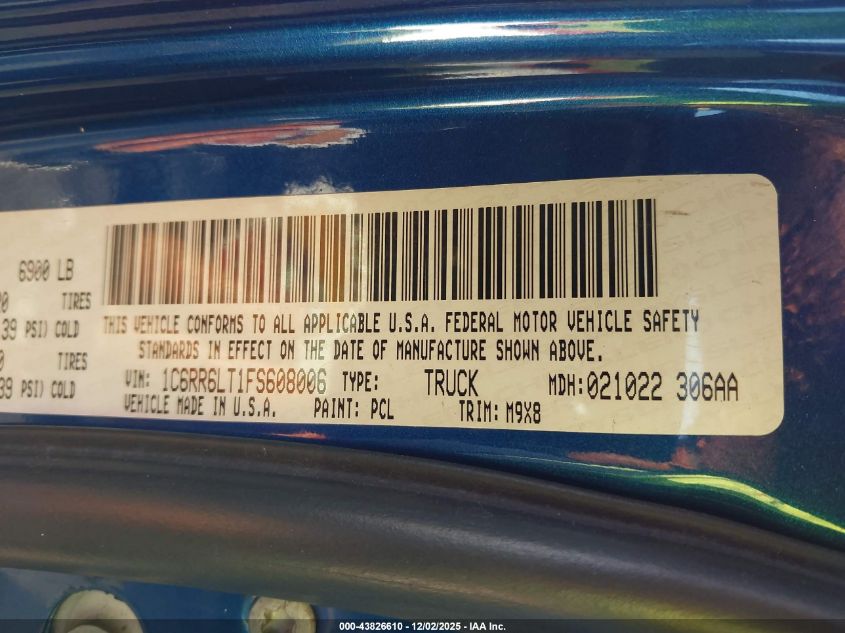 6900 LB
TIRES
39 PSI) COLD
TIRES
39 PSI) COLD
THIS VEHICLE CONFORMS TO ALL APPLICABLE U.S.A. FEDERAL MOTOR VEHICLE SAFETY
STANDARDS IN EFFECT ON THE DATE OF MANUFACTURE SHOWN ABOVE.
VIN: 1C6RR6LT1FS608006 TYPE: TRUCK MDH:021022 306AA
VEHICLE MADE IN U.S.A. PAINT: PCL TRIM: M9X8
000-43826610 - 12/02/2025 - IAA Inc.